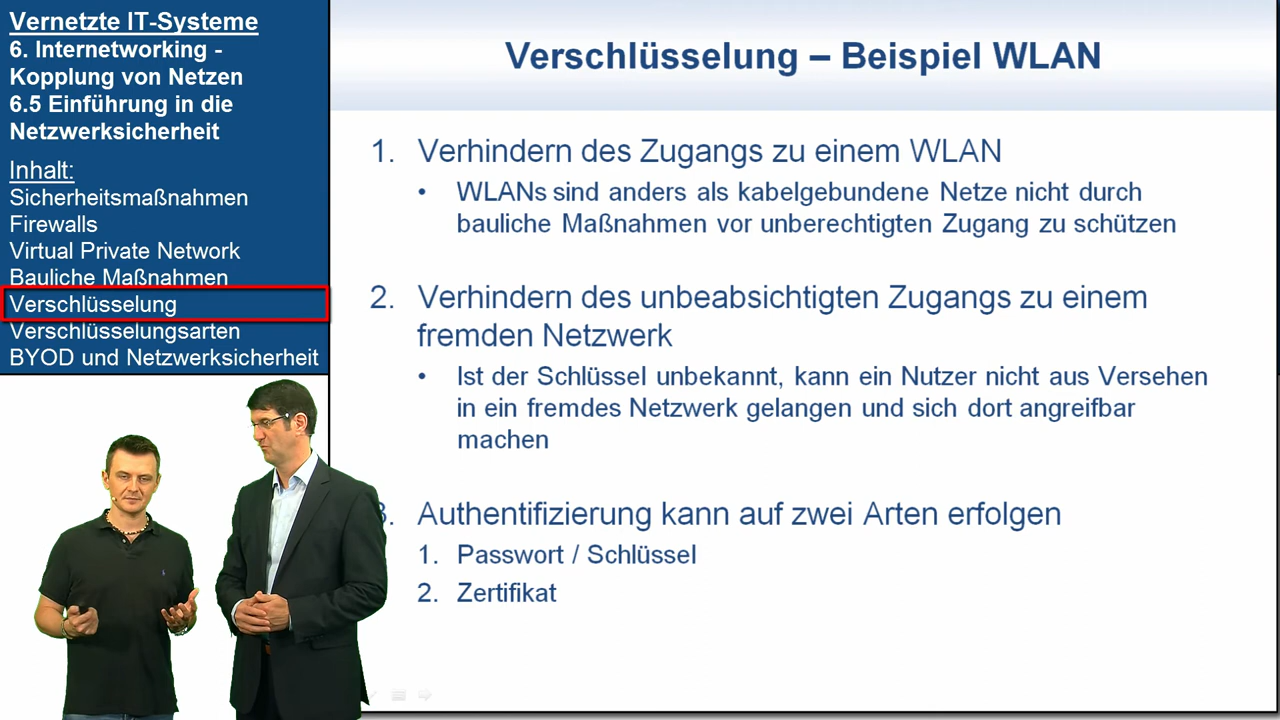 Vernetzte IT-Systeme
6. Internetworking -
Kopplung von Netzen
6.5 Einführung in die
Netzwerksicherheit
Inhalt:
Sicherheitsmaßnahmen
Firewalls
Virtual Private Network
Bauliche Maßnahmen
Verschlüsselung
Verschlüsselungsarten
BYOD und Netzwerksicherheit
Verschlüsselung – Beispiel WLAN
1. Verhindern des Zugangs zu einem WLAN
• WLANs sind anders als kabelgebundene Netze nicht durch
bauliche Maßnahmen vor unberechtigten Zugang zu schützen
2. Verhindern des unbeabsichtigten Zugangs zu einem
fremden Netzwerk
• Ist der Schlüssel unbekannt, kann ein Nutzer nicht aus Versehen
in ein fremdes Netzwerk gelangen und sich dort angreifbar
machen
3. Authentifizierung kann auf zwei Arten erfolgen
1. Passwort / Schlüssel
2. Zertifikat